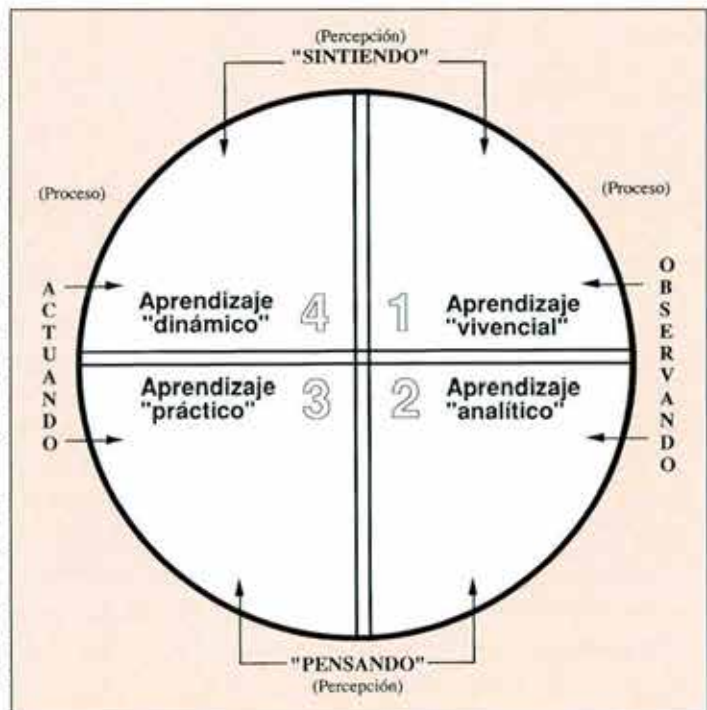 (Percepción)
"SINTIENDO"
(Proceso)
(Proceso)
ACTUANDO
OBSERVANDO
Aprendizaje
"dinámico"
4
1
Aprendizaje
"vivencial"
Aprendizaje
"práctico"
3
2
Aprendizaje
"analítico"
"PENSANDO"
(Percepción)